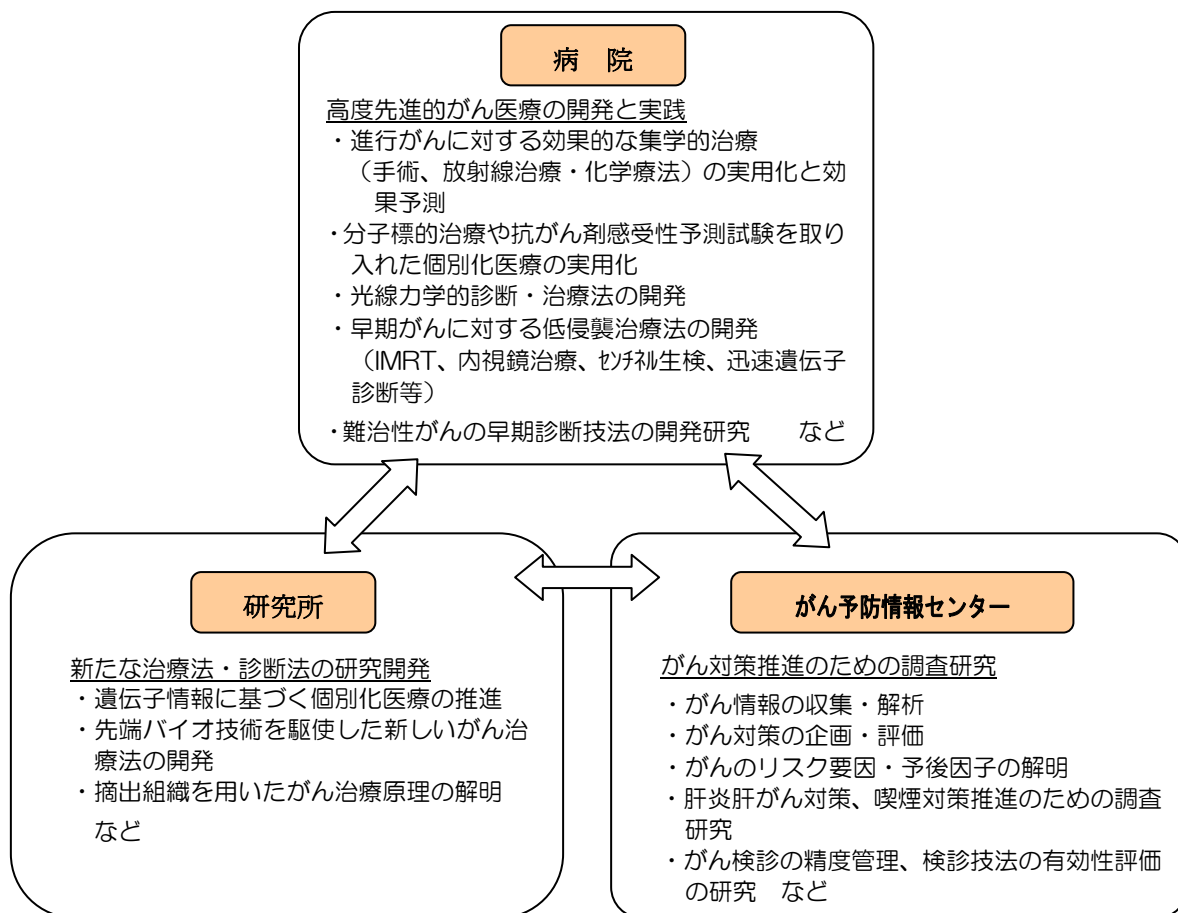 病　院
高度先進的がん医療の開発と実践
・進行がんに対する効果的な集学的治療
（手術、放射線治療・化学療法）の実用化と効
果予測
・分子標的治療や抗がん剤感受性予測試験を取り
入れた個別化医療の実用化
・光線力学的診断・治療法の開発
・早期がんに対する低侵襲治療法の開発
（IMRT、内視鏡治療、ｾﾝﾁﾈﾙ生検、迅速遺伝子
診断等）
・難治性がんの早期診断技法の開発研究　　など
研究所
新たな治療法・診断法の研究開発
・遺伝子情報に基づく個別化医療の推進
・先端バイオ技術を駆使した新しいがん治
療法の開発
・摘出組織を用いたがん治療原理の解明
など
がん予防情報センター
がん対策推進のための調査研究
・がん情報の収集・解析
・がん対策の企画・評価
・がんのリスク要因・予後因子の解明
・肝炎肝がん対策、喫煙対策推進のための調査
研究
・がん検診の精度管理、検診技法の有効性評価
の研究　など